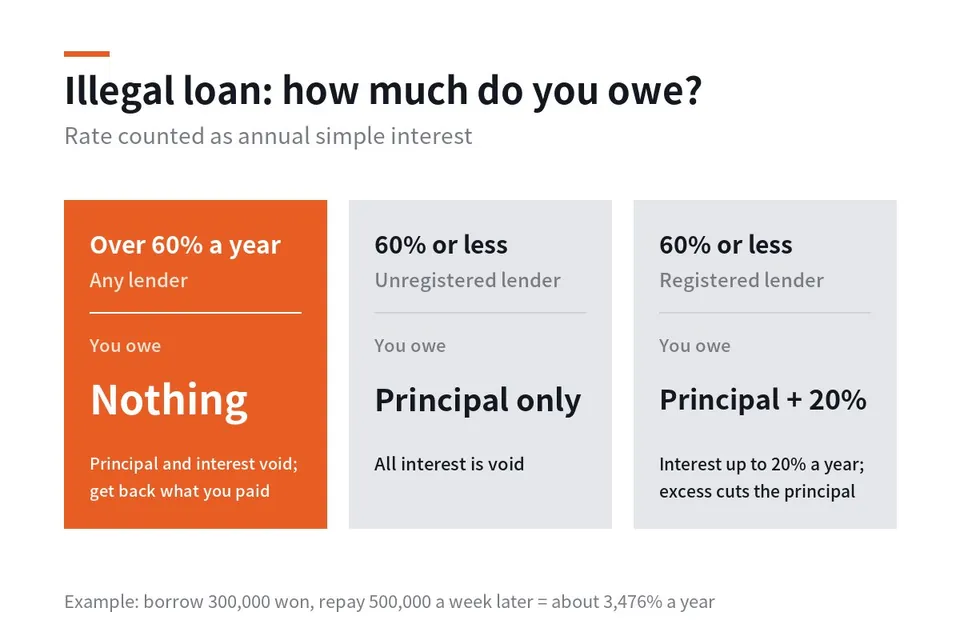 Illegal loan: how much do you owe?
Rate counted as annual simple interest
Over 60% a year
Any lender
You owe
Nothing
Principal and interest void;
get back what you paid
60% or less
Unregistered lender
You owe
Principal only
All interest is void
60% or less
Registered lender
You owe
Principal + 20%
Interest up to 20% a year;
excess cuts the principal
Example: borrow 300,000 won, repay 500,000 a week later = about 3,476% a year